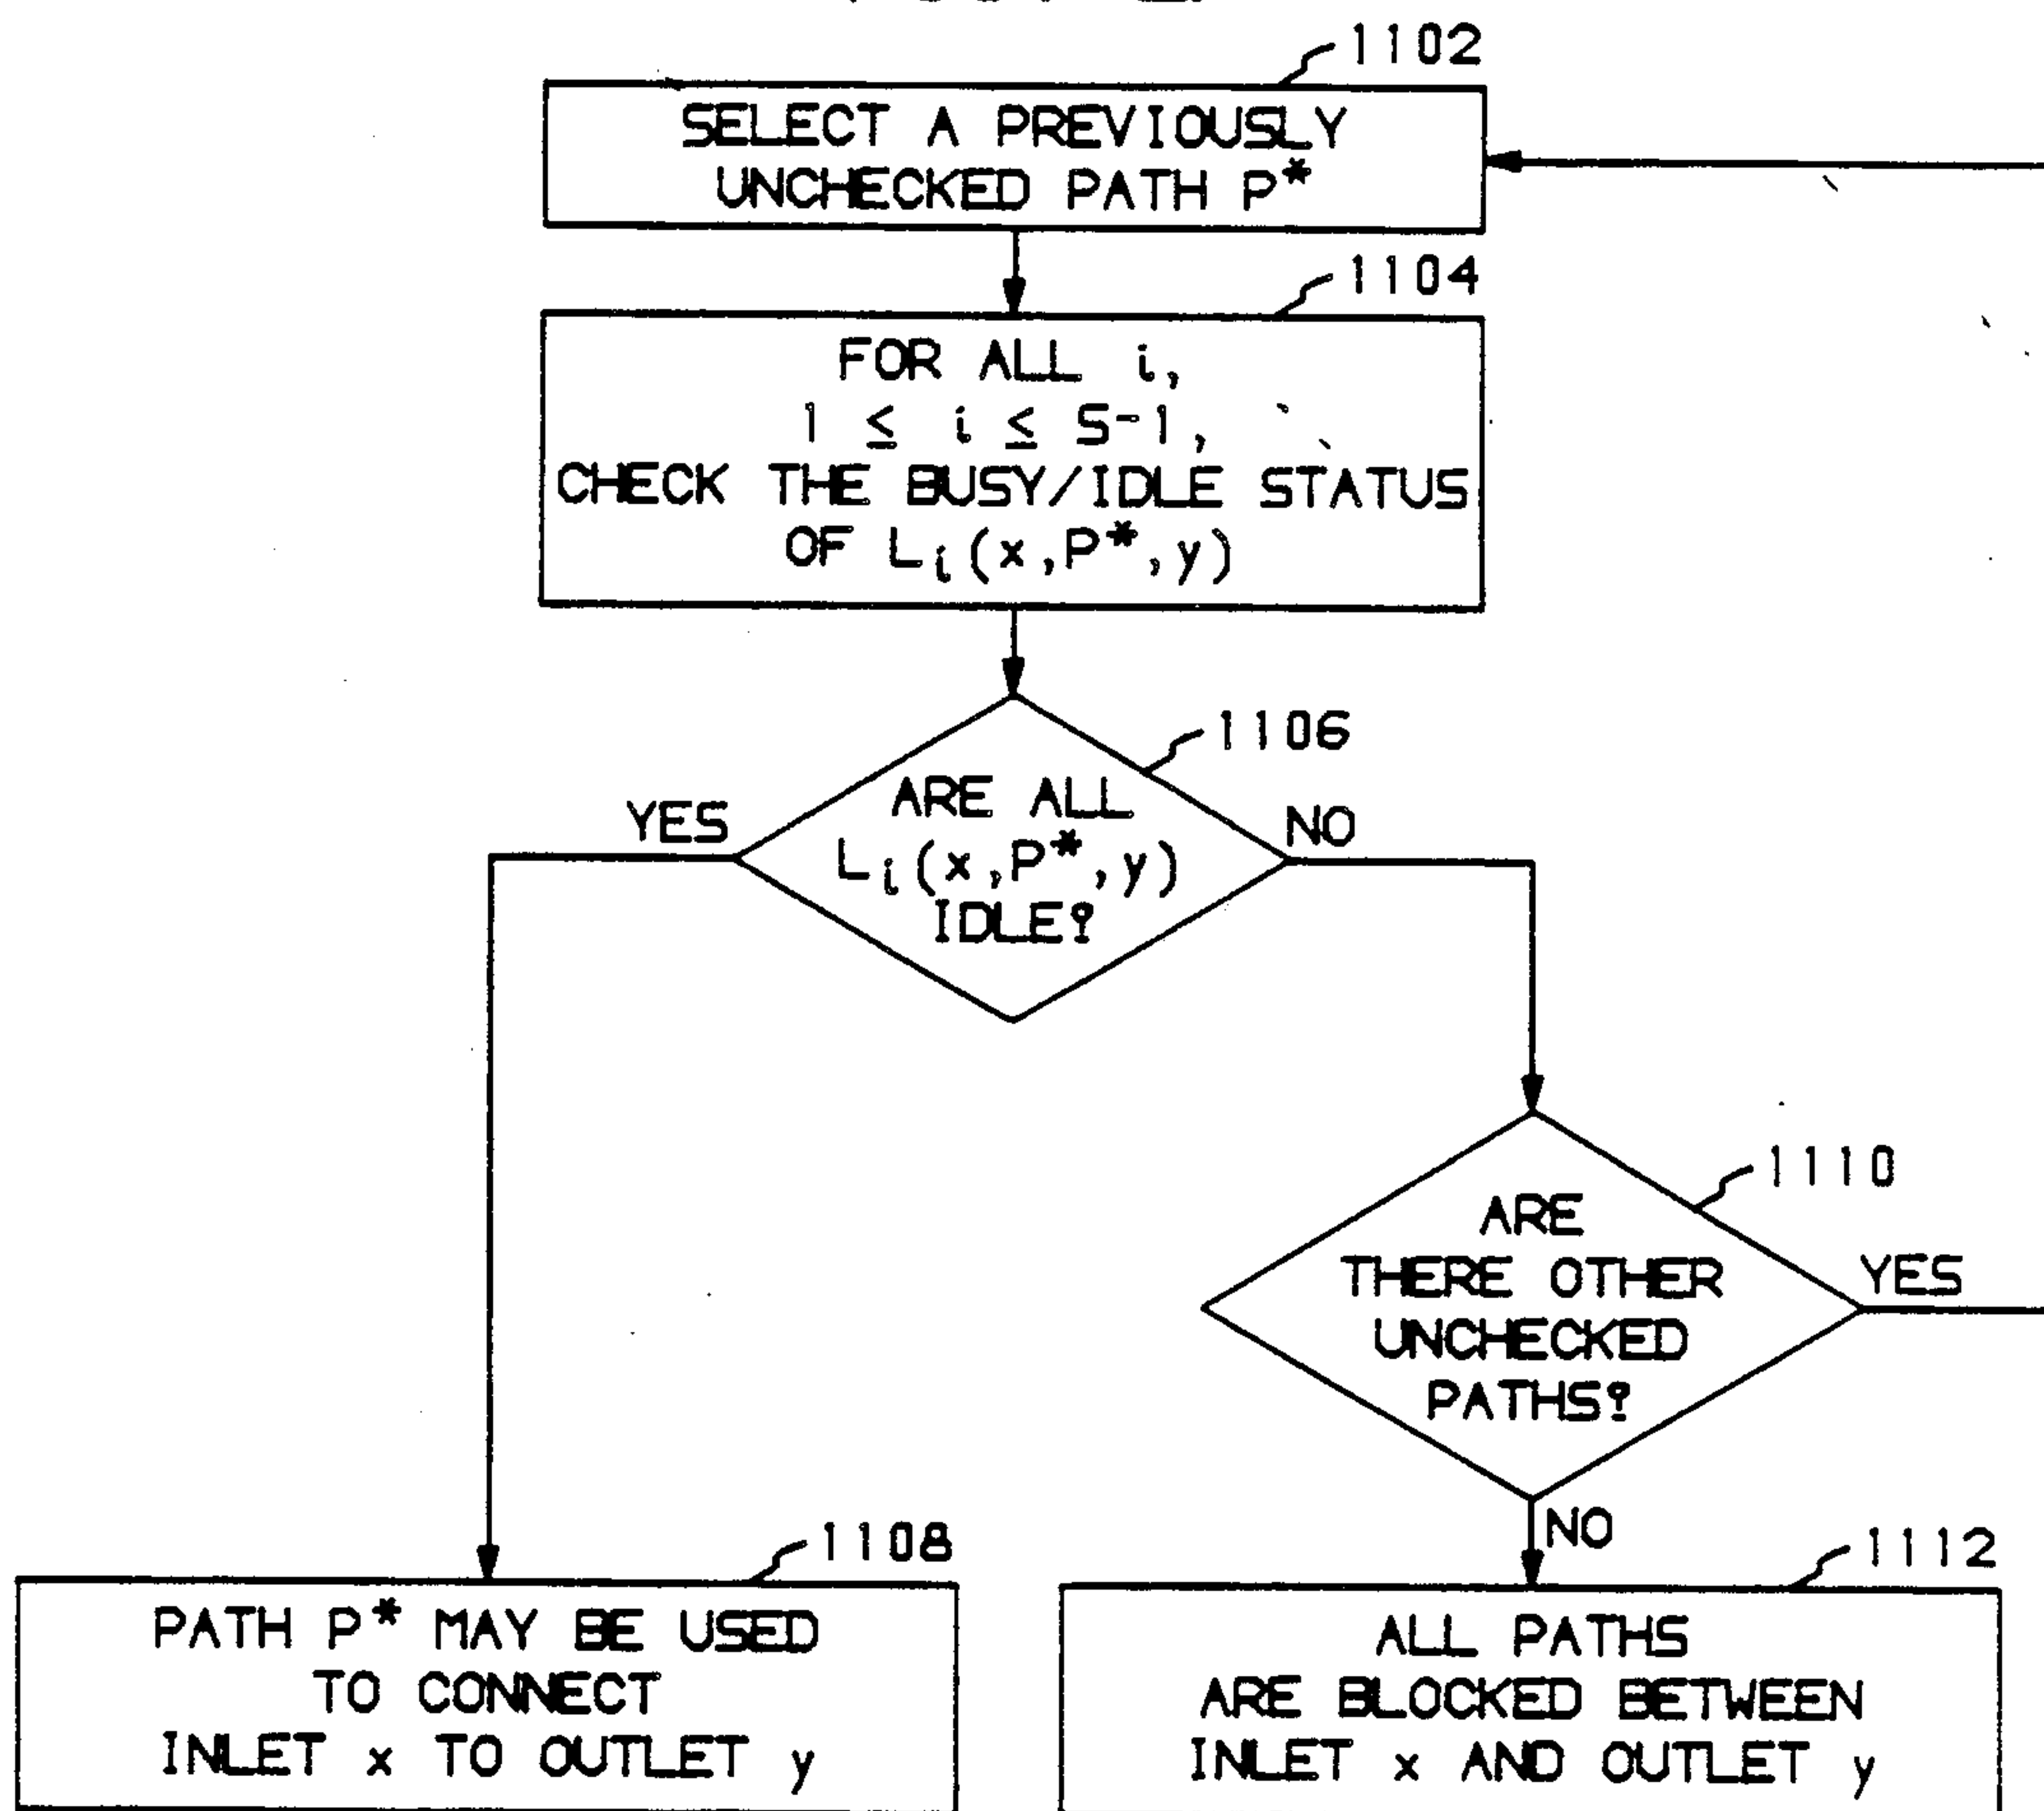 1102
SELECT A PREVIOUSLY
UNCHECKED PATH P*
1104
FOR ALL i,
1 ≤ i ≤ S-1,
CHECK THE BUSY/IDLE STATUS
OF Li(x,P*,y)
1106
ARE ALL
Li(x,P*,y)
IDLE?
YES
NO
1110
ARE
THERE OTHER
UNCHECKED
PATHS?
YES
NO
1108
PATH P* MAY BE USED
TO CONNECT
INLET x TO OUTLET y
1112
ALL PATHS
ARE BLOCKED BETWEEN
INLET x AND OUTLET y